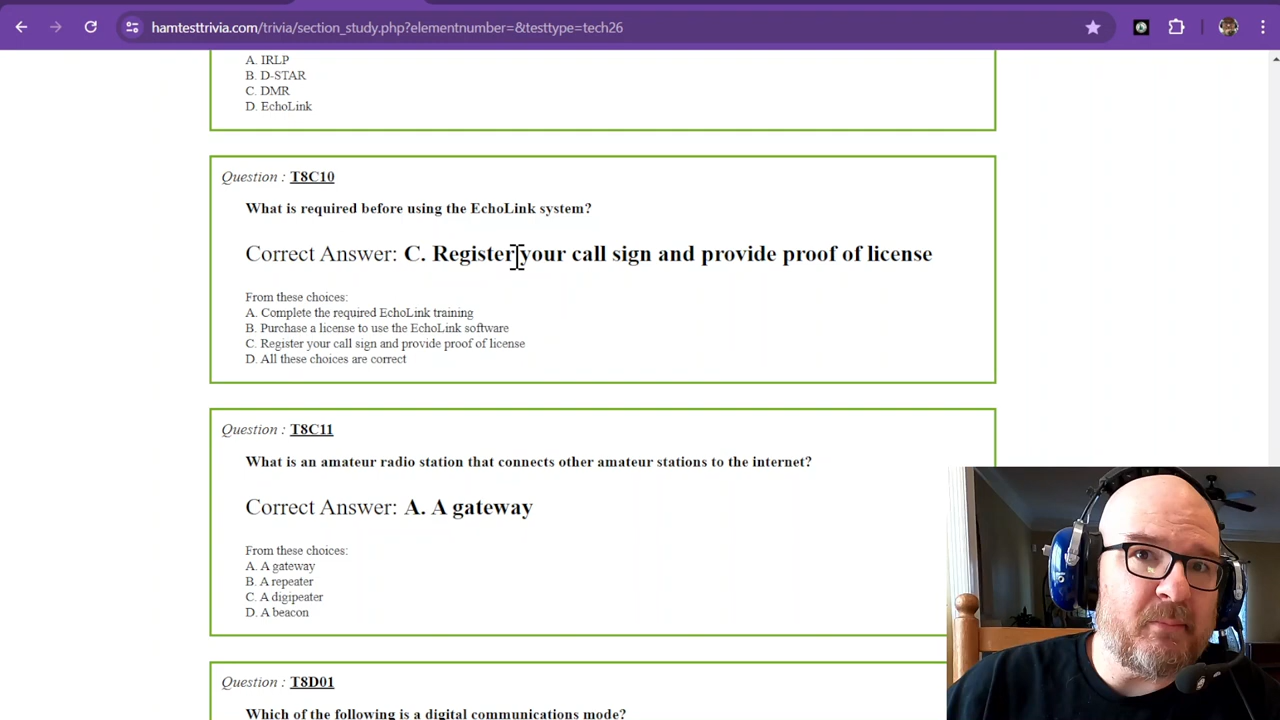 hamtesttrivia.com/trivia/section_study.php?elementnumber=&testtype=tech26
A. IRLP
B. D-STAR
C. DMR
D. EchoLink
Question : T8C10
What is required before using the EchoLink system?
Correct Answer: C. Register your call sign and provide proof of license
From these choices:
A. Complete the required EchoLink training
B. Purchase a license to use the EchoLink software
C. Register your call sign and provide proof of license
D. All these choices are correct
Question : T8C11
What is an amateur radio station that connects other amateur stations to the internet?
Correct Answer: A. A gateway
From these choices:
A. A gateway
B. A repeater
C. A digipeater
D. A beacon
Question : T8D01
Which of the following is a digital communications mode?